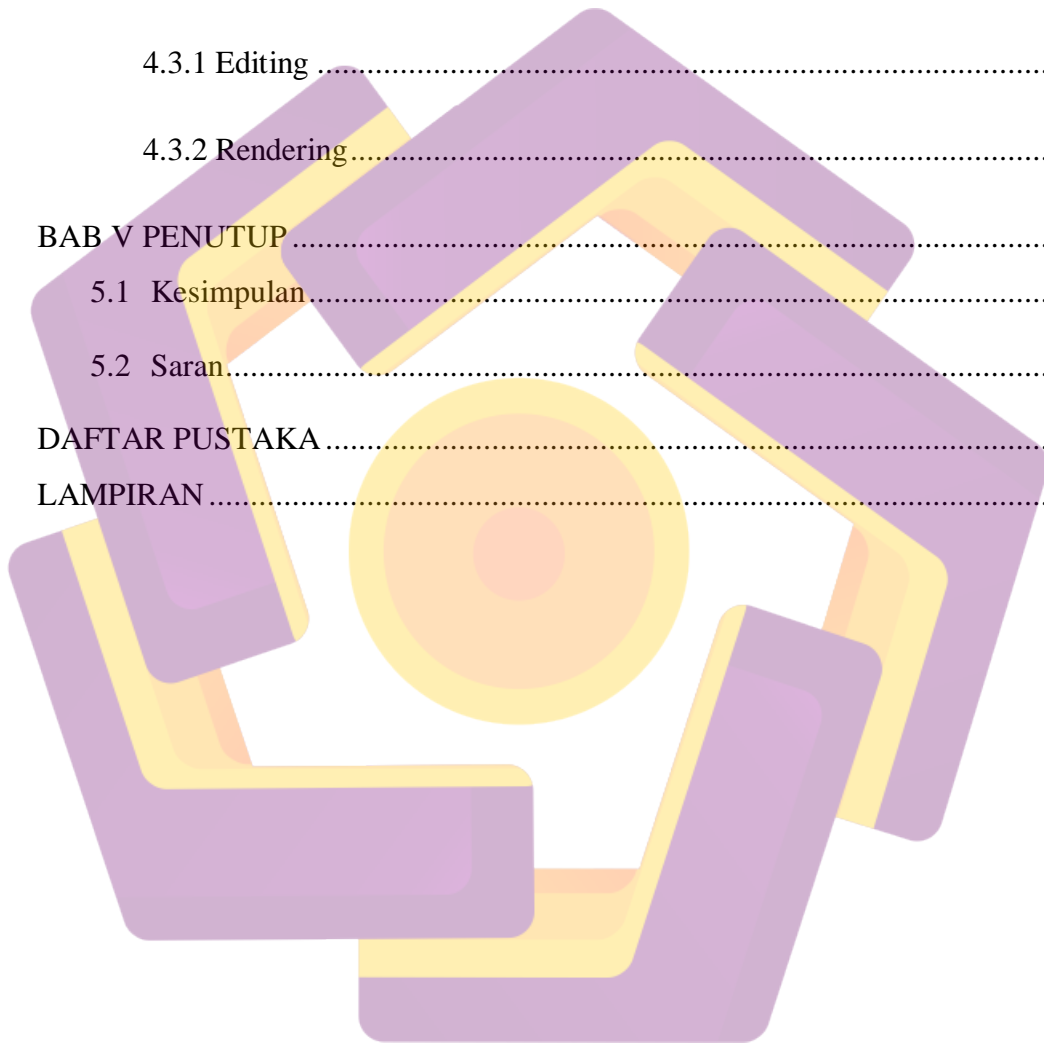 4.3.1 Editing ........................................................................................
4.3.2 Rendering....................................................................................
BAB V PENUTUP...........................................................................................
5.1 Kesimpulan..........................................................................................
5.2 Saran...................................................................................................
DAFTAR PUSTAKA.......................................................................................
LAMPIRAN....................................................................................................